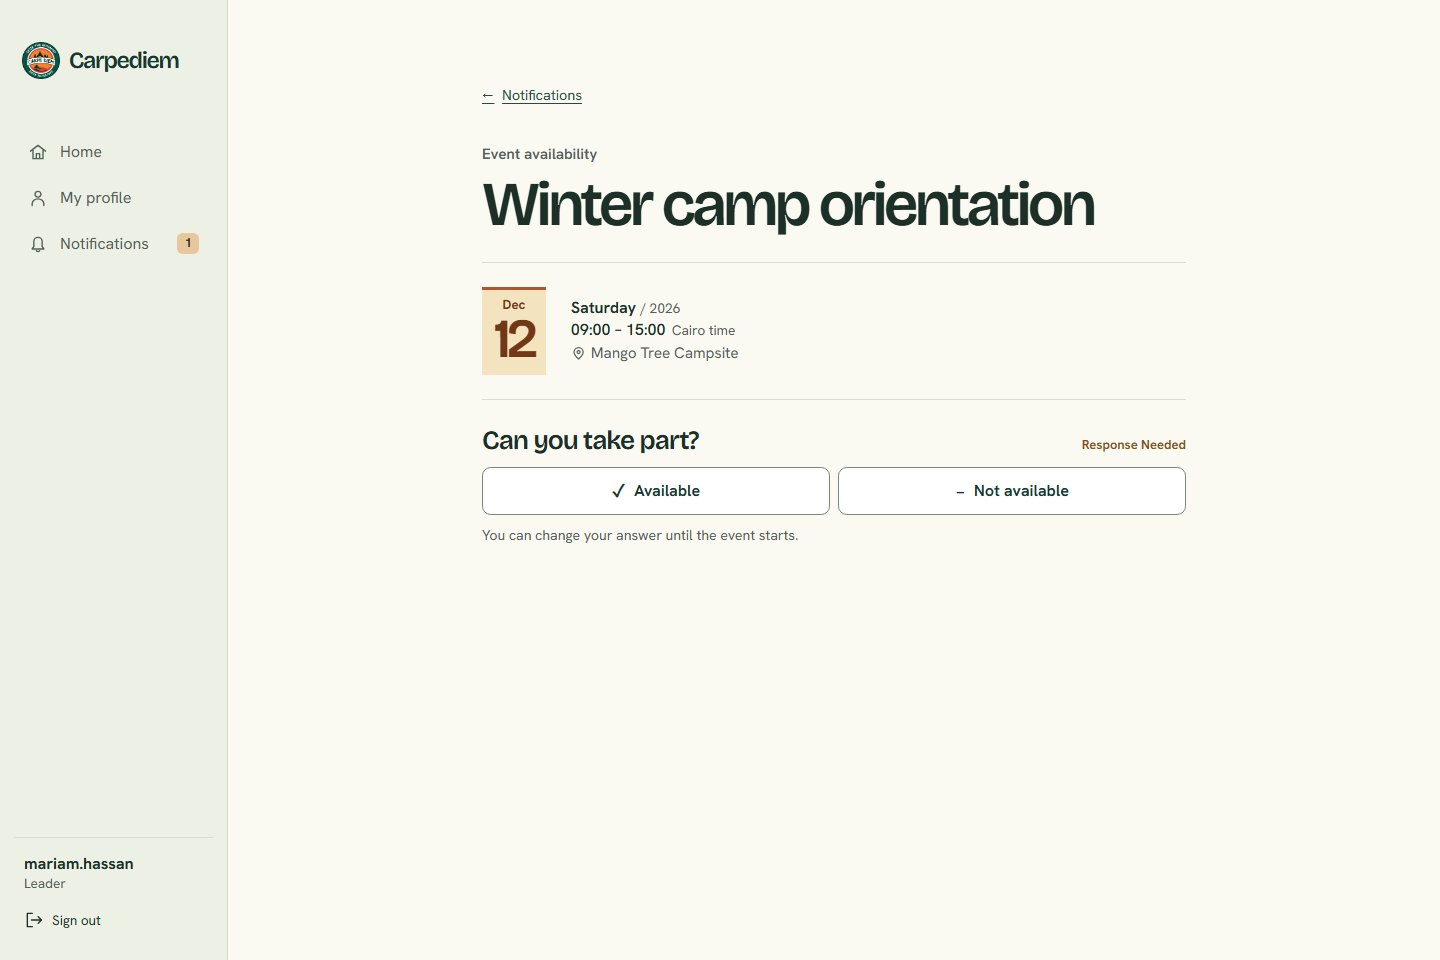 Carpediem
Home
My profile
Notifications 1
mariam.hassan
Leader
Sign out
← Notifications
Event availability
Winter camp orientation
Dec
12
Saturday / 2026
09:00 – 15:00 Cairo time
Mango Tree Campsite
Can you take part?
Response Needed
✓ Available
– Not available
You can change your answer until the event starts.